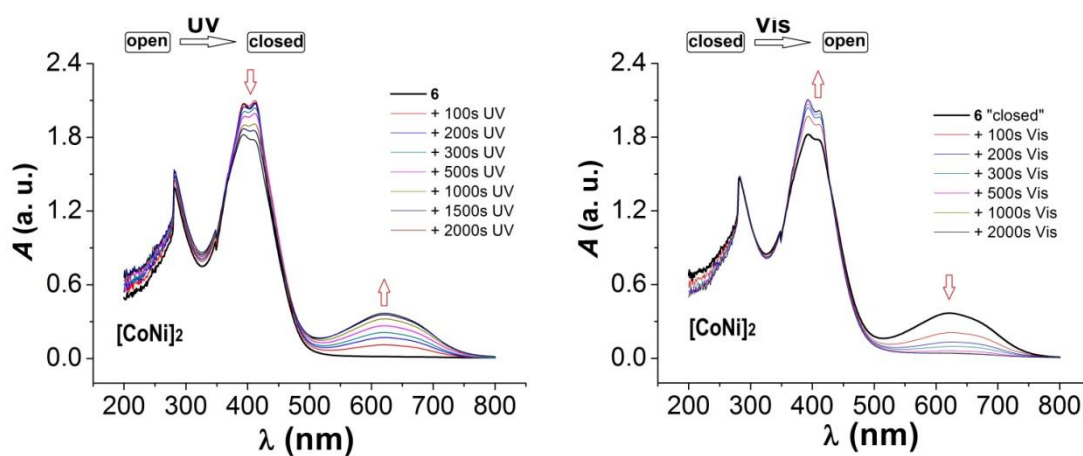 UV
open
closed
2.4
1.8
1.2
0.6
0.0
A (a. u.)
6
+ 100s UV
+ 200s UV
+ 300s UV
+ 500s UV
+ 1000s UV
+ 1500s UV
+ 2000s UV
[CoNi]2
200 300 400 500 600 700 800
λ (nm)
Vis
closed
open
2.4
1.8
1.2
0.6
0.0
A (a. u.)
6 "closed"
+ 100s Vis
+ 200s Vis
+ 300s Vis
+ 500s Vis
+ 1000s Vis
+ 2000s Vis
[CoNi]2
200 300 400 500 600 700 800
λ (nm)